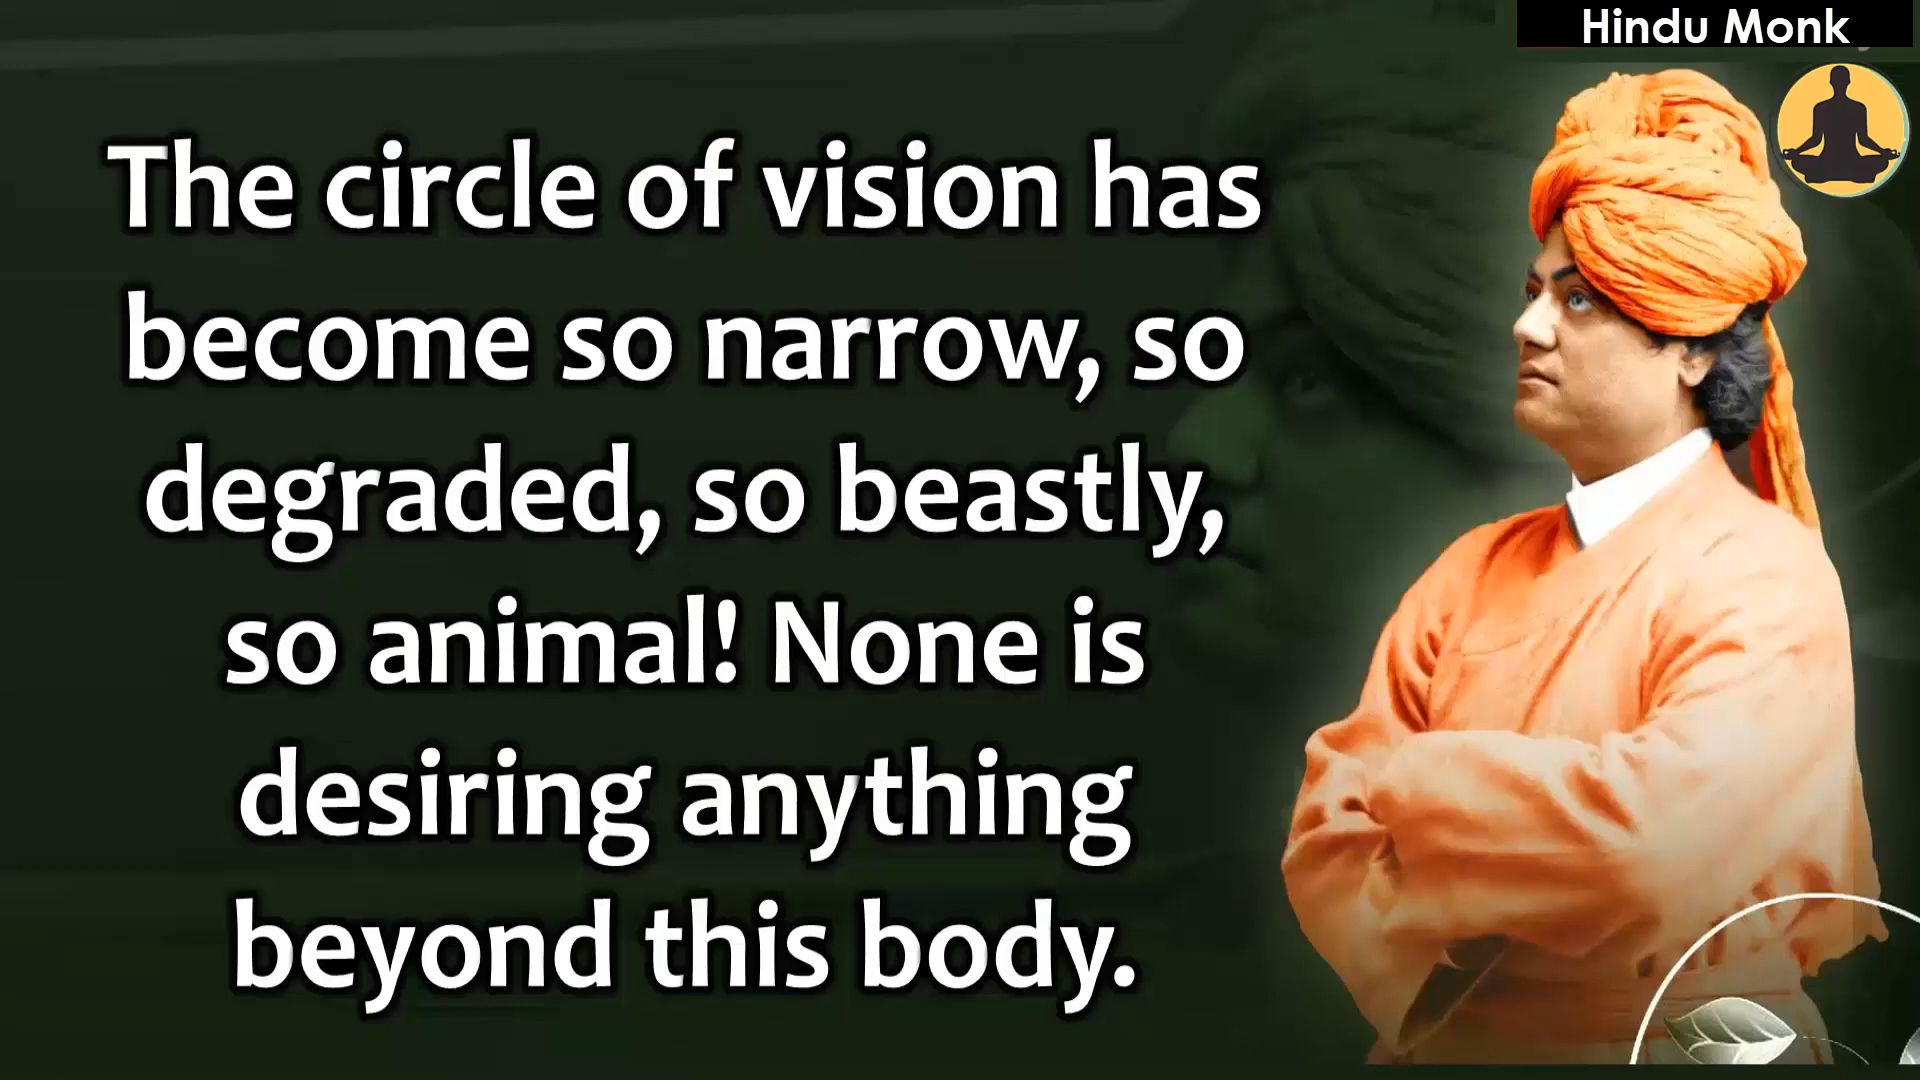 Hindu Monk
The circle of vision has
become so narrow, so
degraded, so beastly,
so animal! None is
desiring anything
beyond this body.